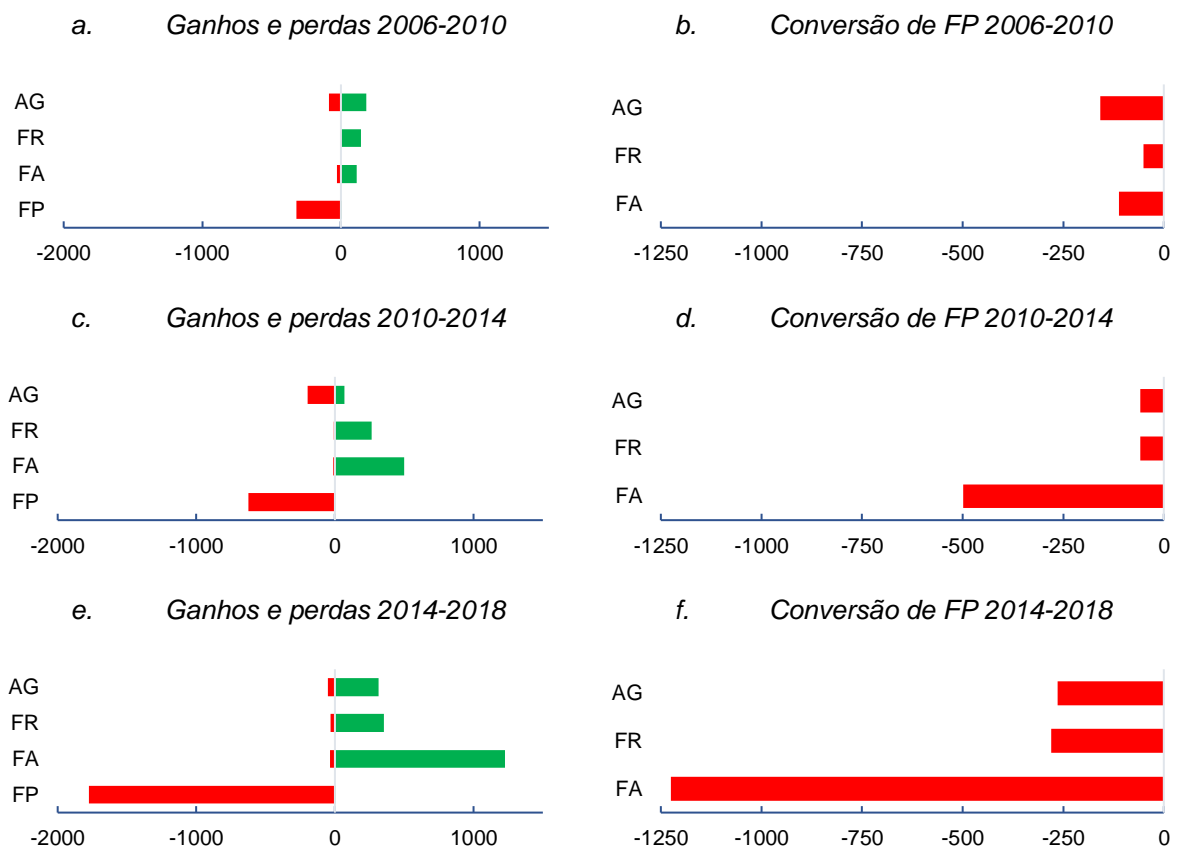 a. Ganhos e perdas 2006-2010
AG
FR
FA
FP
-2000 -1000 0 1000
b. Conversão de FP 2006-2010
AG
FR
FA
-1250 -1000 -750 -500 -250 0
c. Ganhos e perdas 2010-2014
AG
FR
FA
FP
-2000 -1000 0 1000
d. Conversão de FP 2010-2014
AG
FR
FA
-1250 -1000 -750 -500 -250 0
e. Ganhos e perdas 2014-2018
AG
FR
FA
FP
-2000 -1000 0 1000
f. Conversão de FP 2014-2018
AG
FR
FA
-1250 -1000 -750 -500 -250 0